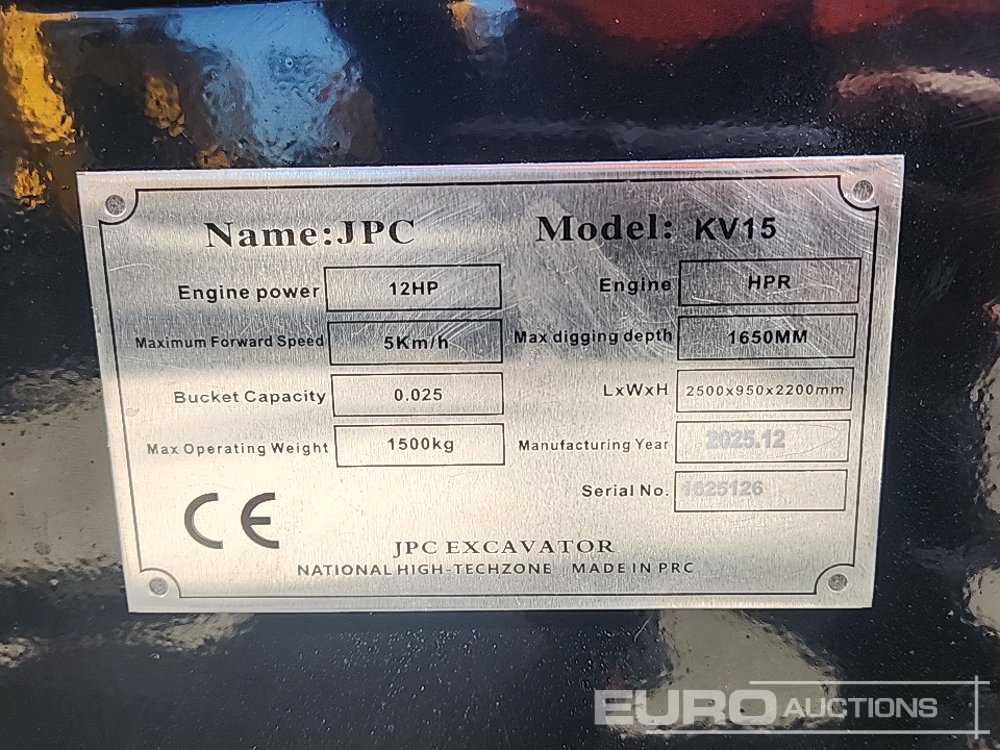 Name:JPC Model: KV15
Engine power 12HP Engine HPR
Maximum Forward Speed 5Km/h Max digging depth 1650MM
Bucket Capacity 0.025 LxWxH 2500x950x2200mm
Max Operating Weight 1500kg Manufacturing Year 2025.12
Serial No. 1625126
CE
JPC EXCAVATOR
NATIONAL HIGH-TECHZONE MADE IN PRC
EURO AUCTIONS